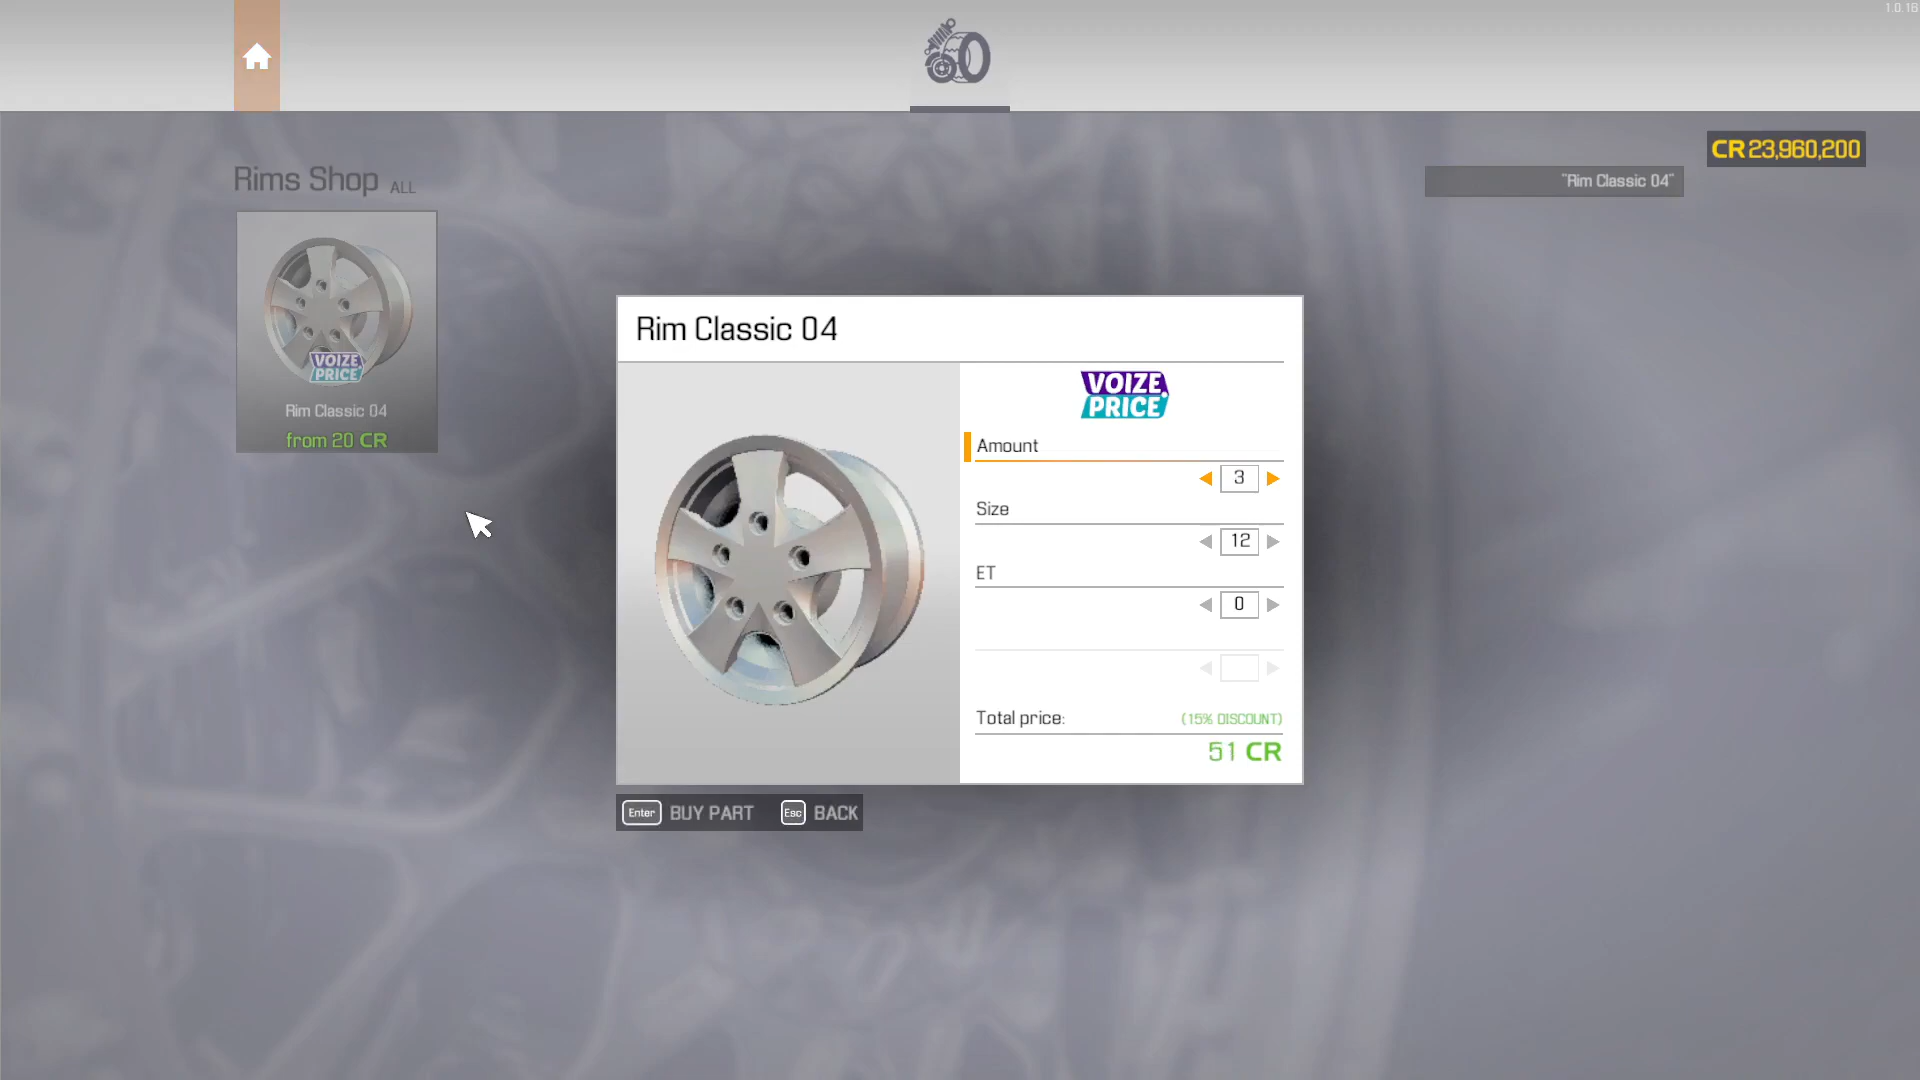 1.0.16
CR 23,960,200
Rims Shop ALL
"Rim Classic 04"
VOIZE
PRICE
Rim Classic 04
from 20 CR
Rim Classic 04
VOIZE
PRICE
Amount
3
Size
12
ET
0
Total price: (15% DISCOUNT)
51 CR
Enter BUY PART Esc BACK